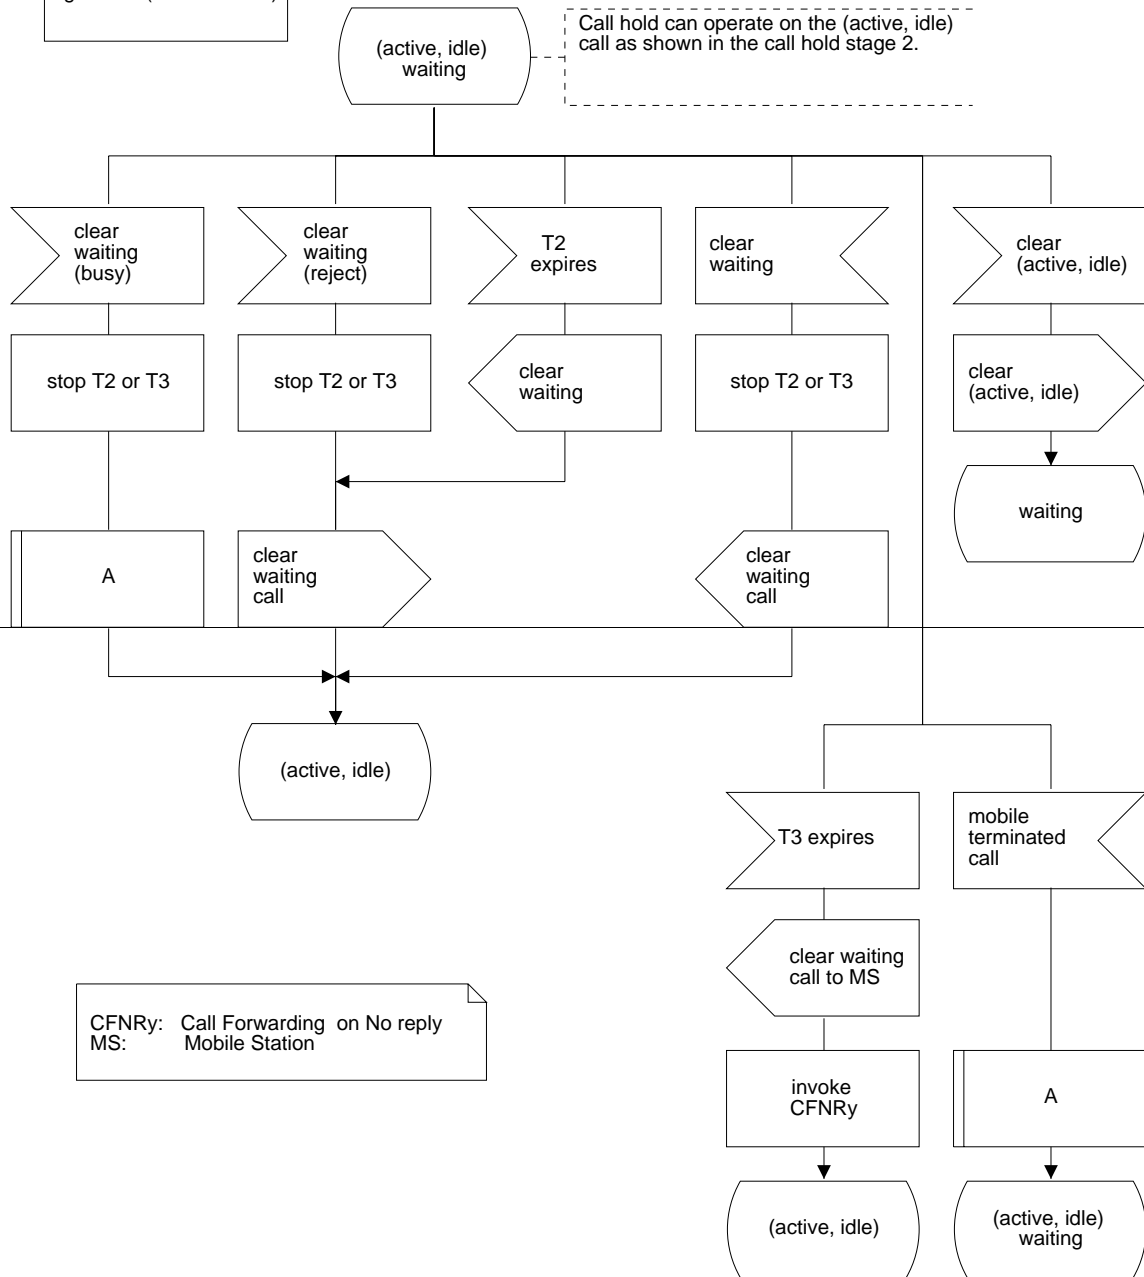 (active, idle)
waiting
Call hold can operate on the (active, idle)
call as shown in the call hold stage 2.
clear
waiting
(busy)
clear
waiting
(reject)
T2
expires
clear
waiting
clear
(active, idle)
stop T2 or T3
stop T2 or T3
clear
waiting
stop T2 or T3
clear
(active, idle)
waiting
A
clear
waiting
call
clear
waiting
call
(active, idle)
T3 expires
mobile
terminated
call
clear waiting
call to MS
CFNRy: Call Forwarding on No reply
MS: Mobile Station
invoke
CFNRy
A
(active, idle)
(active, idle)
waiting